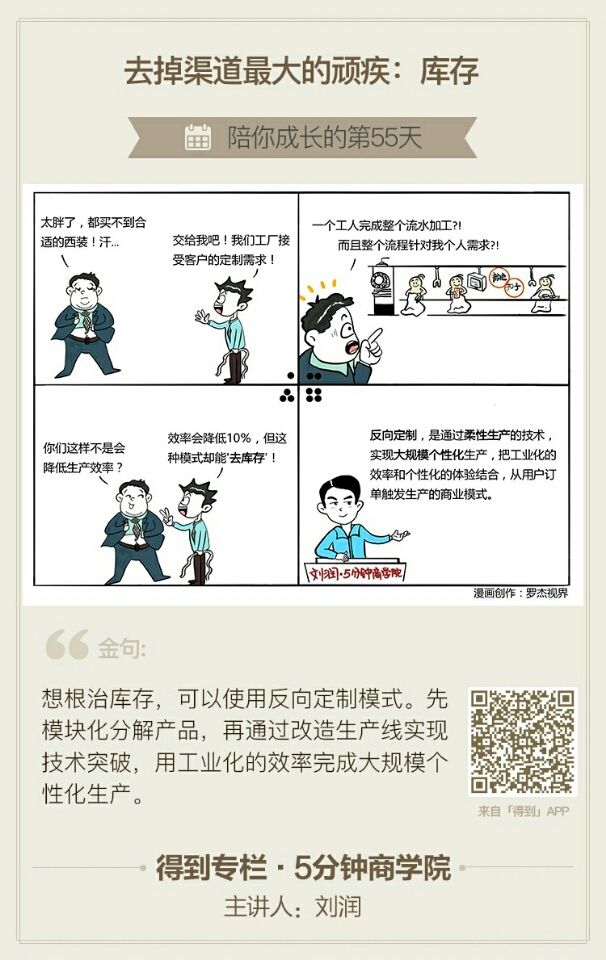 去掉渠道最大的顽疾：库存
陪你成长的第55天
太胖了，都买不到合
适的西装！汗...
交给我吧！我们工厂接
受客户的定制需求！
一个工人完成整个流水加工?!
而且整个流程针对我个人需求?!
你们这样不是会
降低生产效率？
效率会降低10%，但这
种模式却能‘去库存’！
反向定制，是通过柔性生产的技术，
实现大规模个性化生产，把工业化的
效率和个性化的体验结合，从用户订
单触发生产的商业模式。
刘润·5分钟商学院
漫画创作：罗杰视界
金句:
想根治库存，可以使用反向定制模式。先
模块化分解产品，再通过改造生产线实现
技术突破，用工业化的效率完成大规模个
性化生产。
来自「得到」APP
得到专栏·5分钟商学院
主讲人：刘润